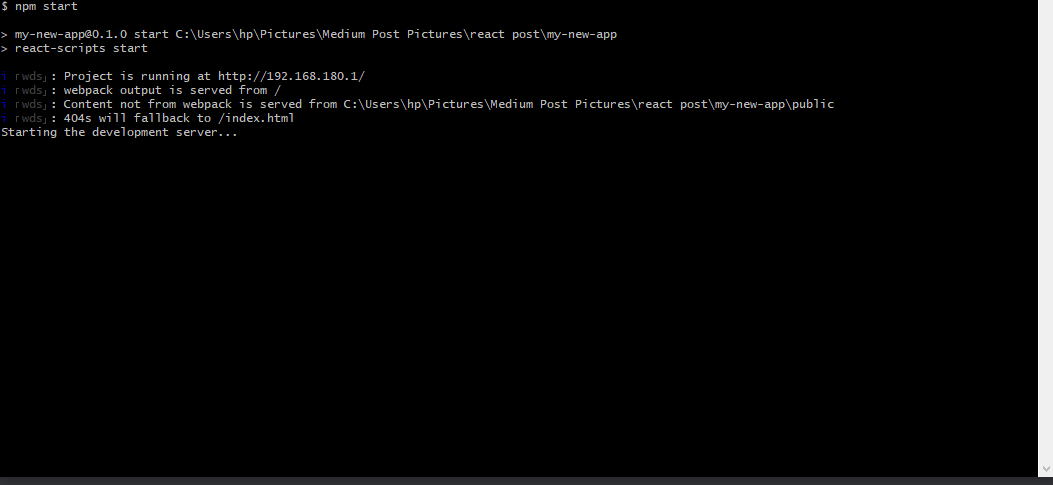 $ npm start
> my-new-app@0.1.0 start C:\Users\hp\Pictures\Medium Post Pictures\react post\my-new-app
> react-scripts start
i ｢wds｣: Project is running at http://192.168.180.1/
i ｢wds｣: webpack output is served from /
i ｢wds｣: Content not from webpack is served from C:\Users\hp\Pictures\Medium Post Pictures\react post\my-new-app\public
i ｢wds｣: 404s will fallback to /index.html
Starting the development server...